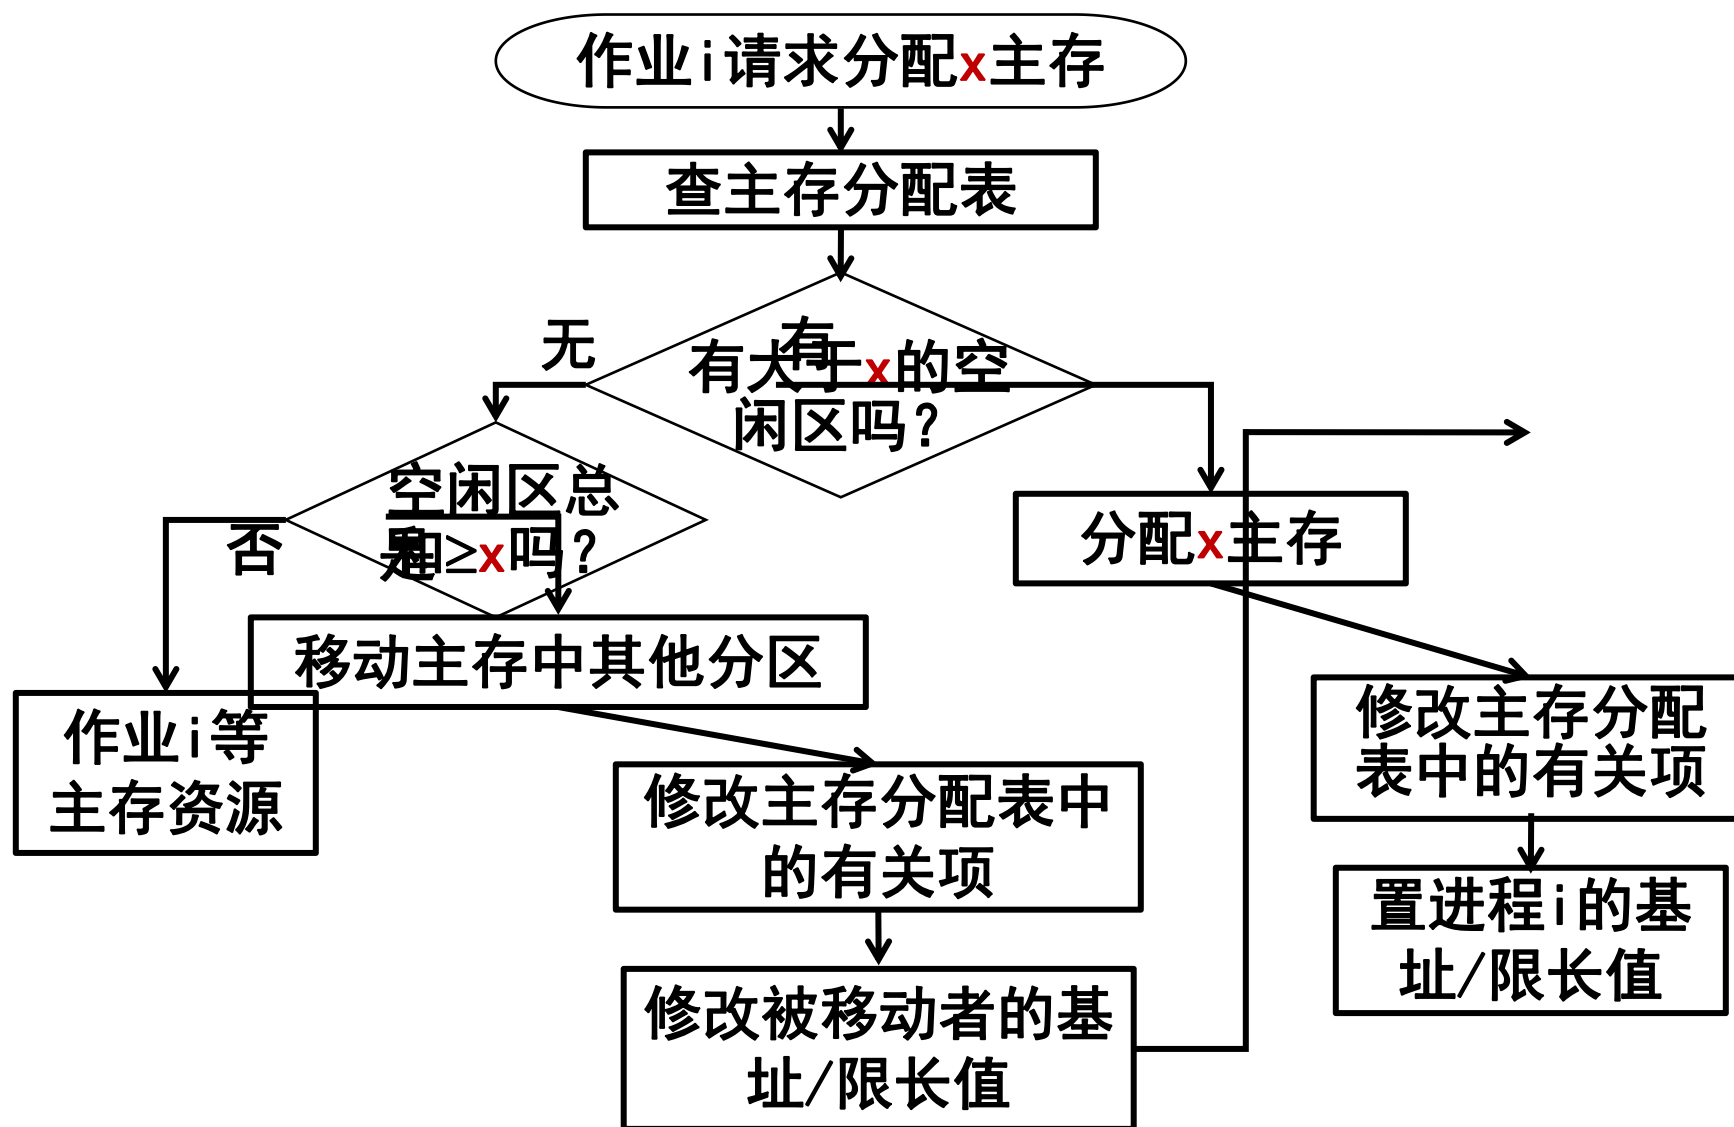 作业i请求分配x主存
查主存分配表
无
有
有大于x的空
闲区吗?
空闲区总
和≥x吗?
是
否
分配x主存
移动主存中其他分区
作业i等
主存资源
修改主存分配
表中的有关项
修改主存分配表中
的有关项
置进程i的基
址/限长值
修改被移动者的基
址/限长值